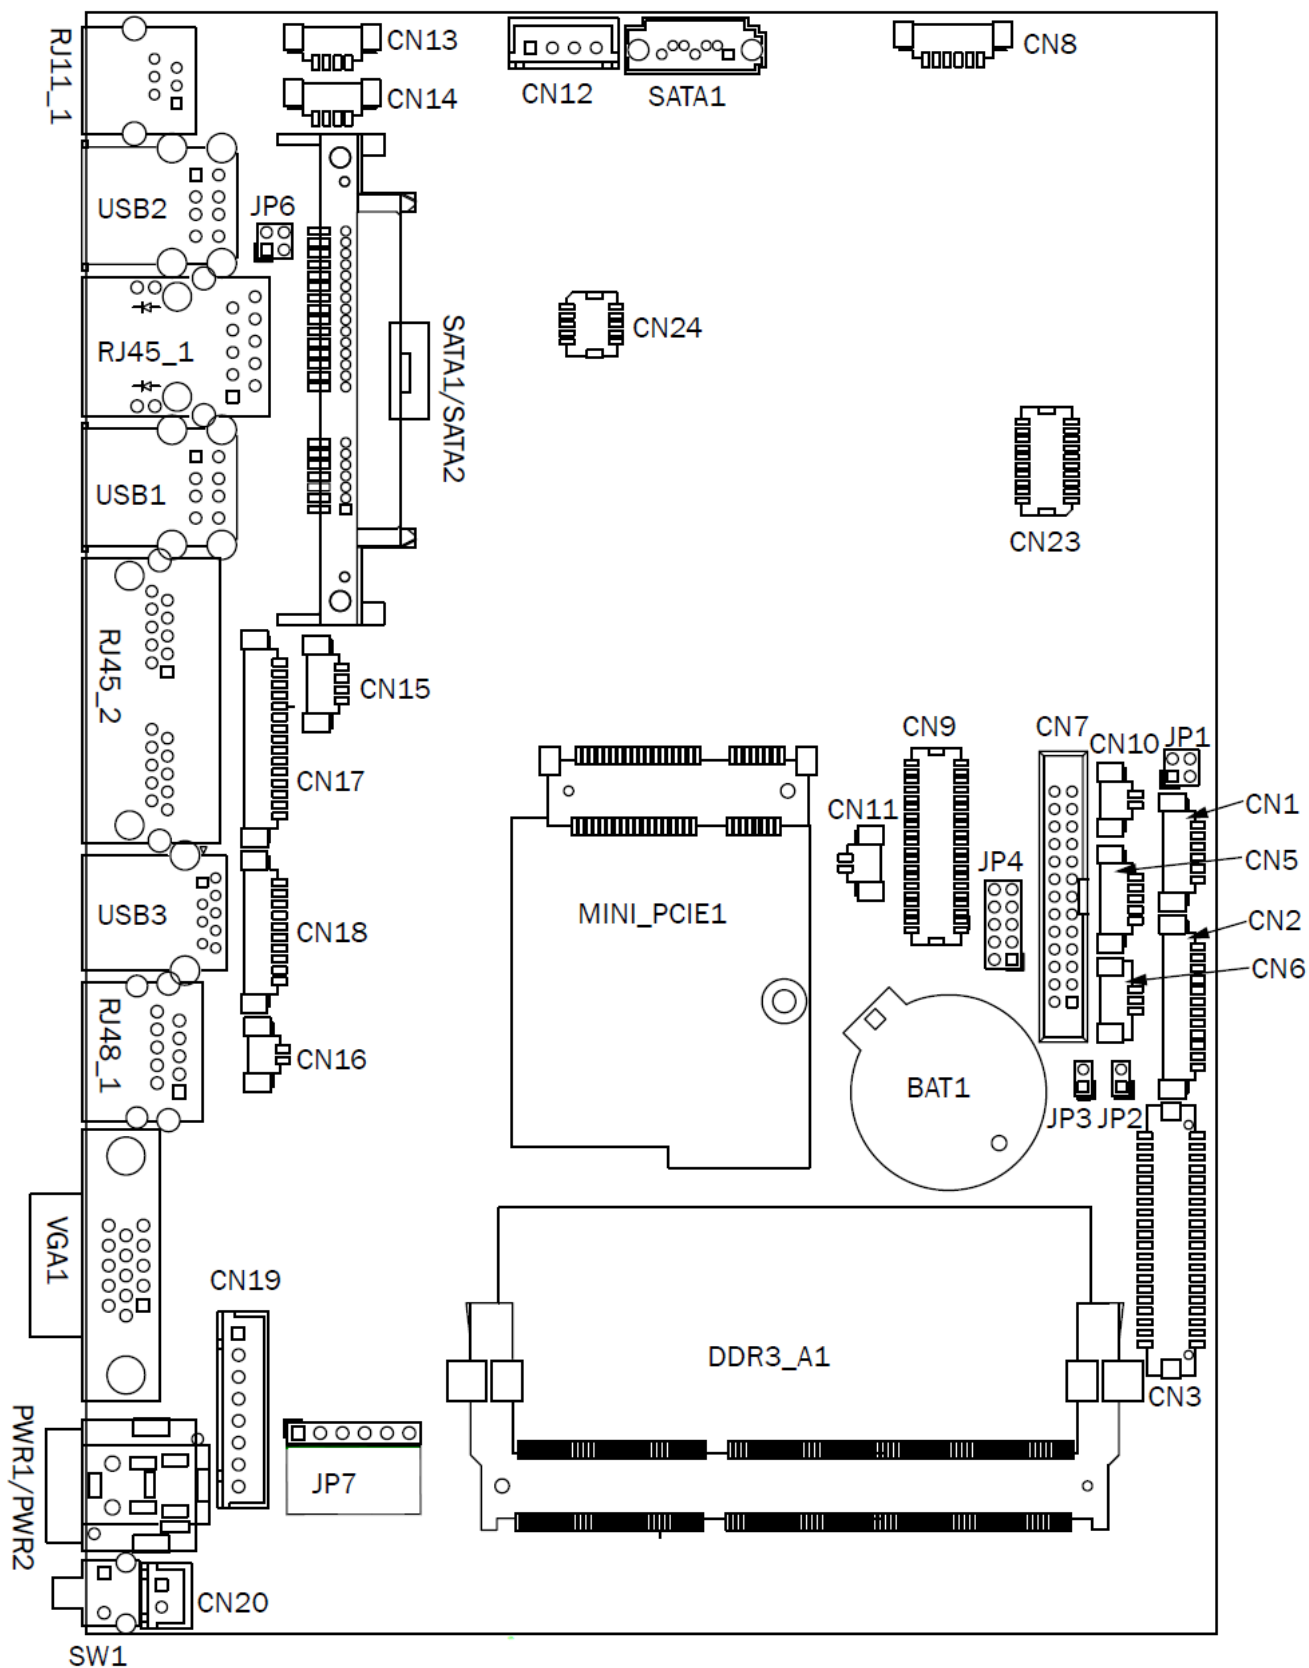 RJ11_1
CN13
CN14
CN12
SATA1
CN8
USB2
JP6
RJ45_1
SATA1/SATA2
CN24
USB1
CN23
RJ45_2
CN15
CN17
CN9
CN7
CN10
JP1
CN11
CN1
JP4
CN5
USB3
CN18
MINI_PCIE1
CN2
CN6
RJ48_1
CN16
BAT1
JP3
JP2
VGA1
CN19
DDR3_A1
CN3
PWR1/PWR2
JP7
CN20
SW1